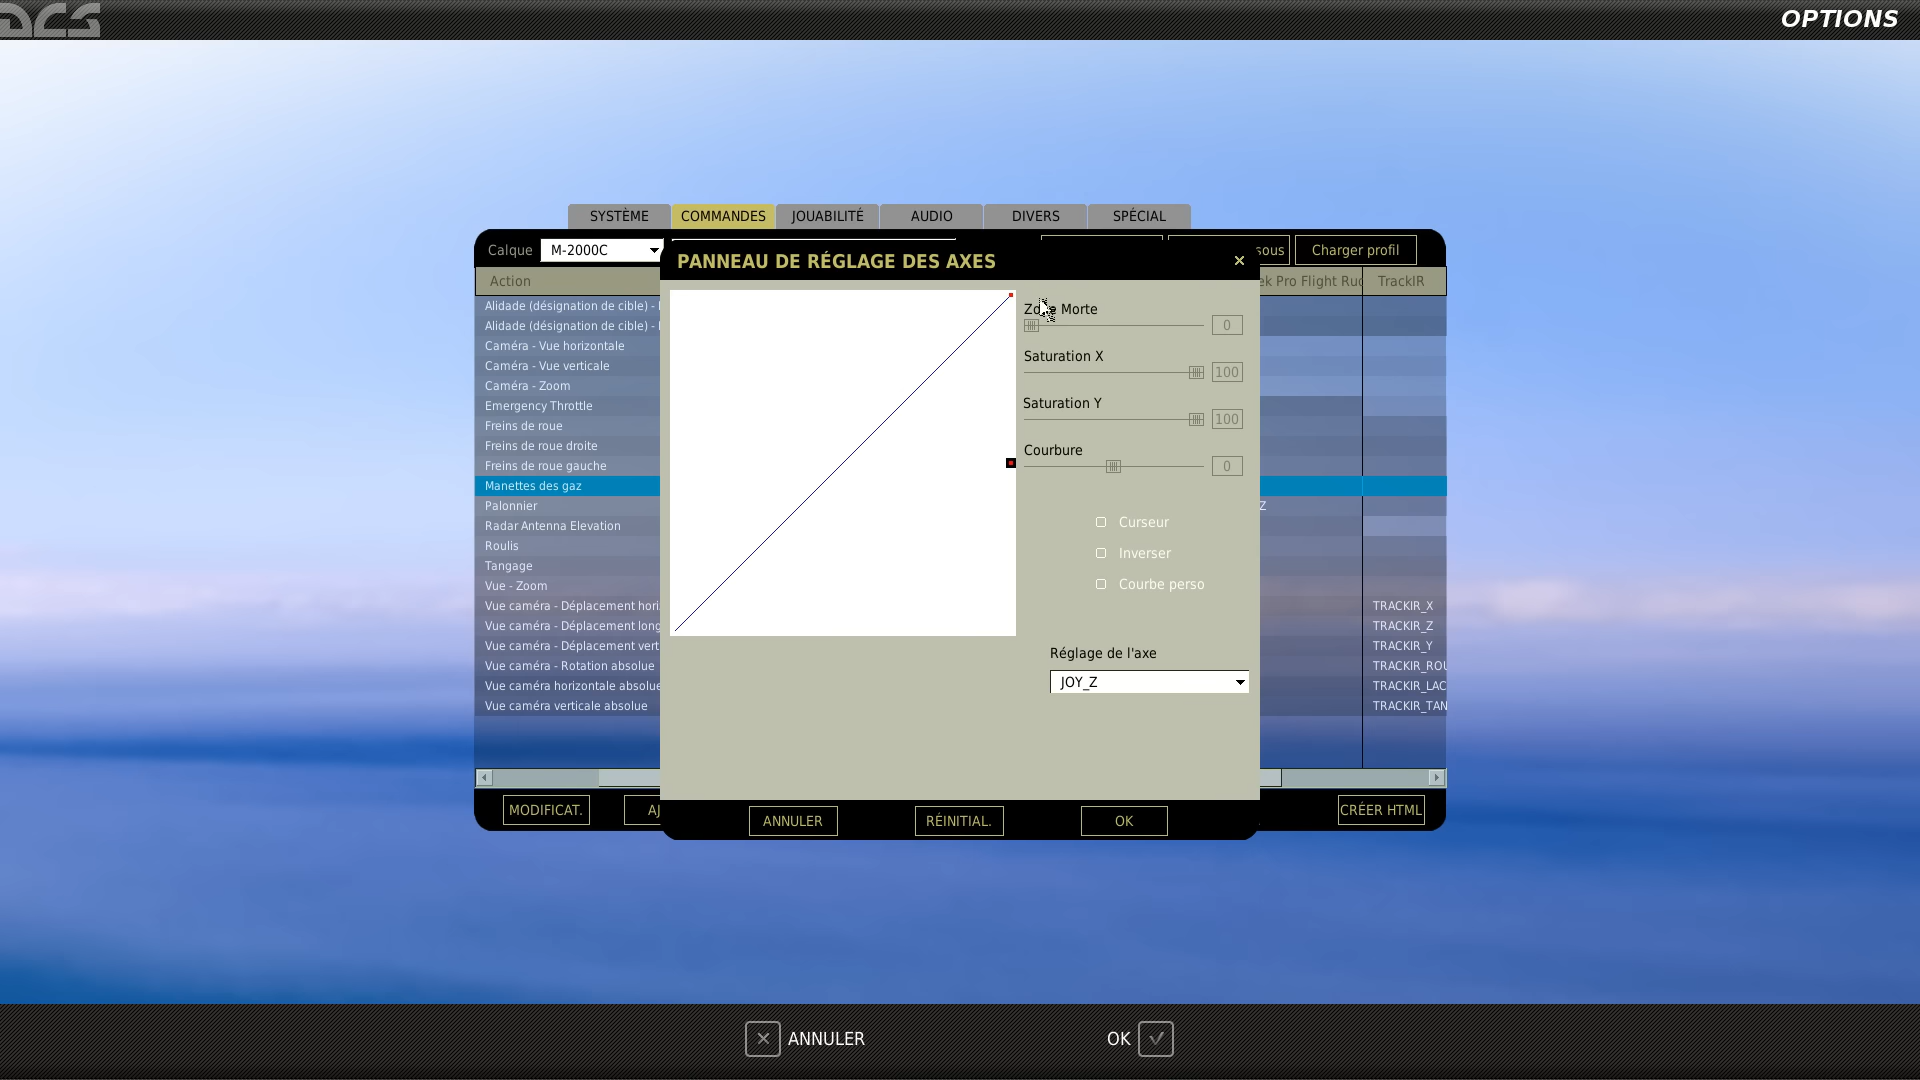 DCS
OPTIONS
SYSTÈME
COMMANDES
JOUABILITÉ
AUDIO
DIVERS
SPÉCIAL
Calque
M-2000C
sous
Charger profil
PANNEAU DE RÉGLAGE DES AXES
Action
Pro Flight
TrackIR
Alidade (désignation de cible) -
Alidade (désignation de cible) -
Caméra - Vue horizontale
Caméra - Vue verticale
Caméra - Zoom
Emergency Throttle
Freins de roue
Freins de roue droite
Freins de roue gauche
Manettes des gaz
Palonnier
Z
Radar Antenna Elevation
Roulis
Tangage
Vue - Zoom
Vue caméra - Déplacement hori
Vue caméra - Déplacement long
Vue caméra - Déplacement vert
Vue caméra - Rotation absolue
Vue caméra horizontale absolue
Vue caméra verticale absolue
TRACKIR_X
TRACKIR_Z
TRACKIR_Y
TRACKIR_ROU
TRACKIR_LAC
TRACKIR_TAN
Zone Morte
0
Saturation X
100
Saturation Y
100
Courbure
0
Curseur
Inverser
Courbe perso
Réglage de l'axe
JOY_Z
MODIFICAT.
AJ
CRÉER HTML
ANNULER
RÉINITIAL.
OK
ANNULER
OK